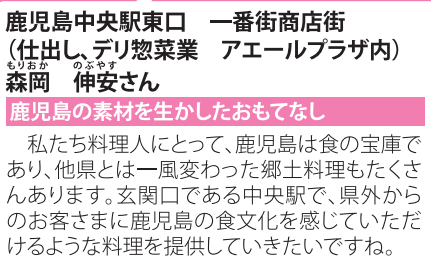 鹿児島中央駅東口　一番街商店街
（仕出し、デリ惣菜業　アエールプラザ内）
もりおか　のぶやす
森岡　伸安さん
鹿児島の素材を生かしたおもてなし
　私たち料理人にとって、鹿児島は食の宝庫で
あり、他県とは一風変わった郷土料理もたくさ
んあります。玄関口である中央駅で、県外から
のお客さまに鹿児島の食文化を感じていただ
けるような料理を提供していきたいですね。